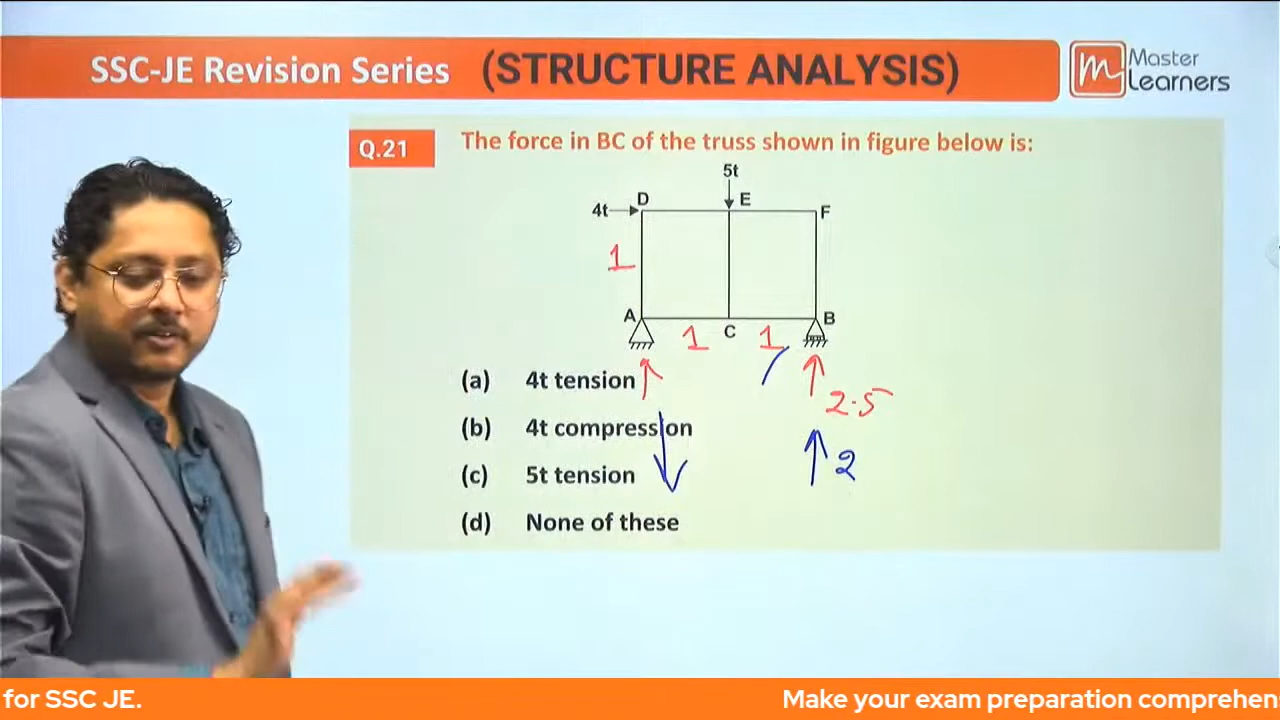 SSC-JE Revision Series (STRUCTURE ANALYSIS)
Master
Learners
Q.21 The force in BC of the truss shown in figure below is:
5t
4t D E F
1
A C B
1 1
(a) 4t tension
2.5
(b) 4t compression
2
(c) 5t tension
(d) None of these
for SSC JE. Make your exam preparation comprehen